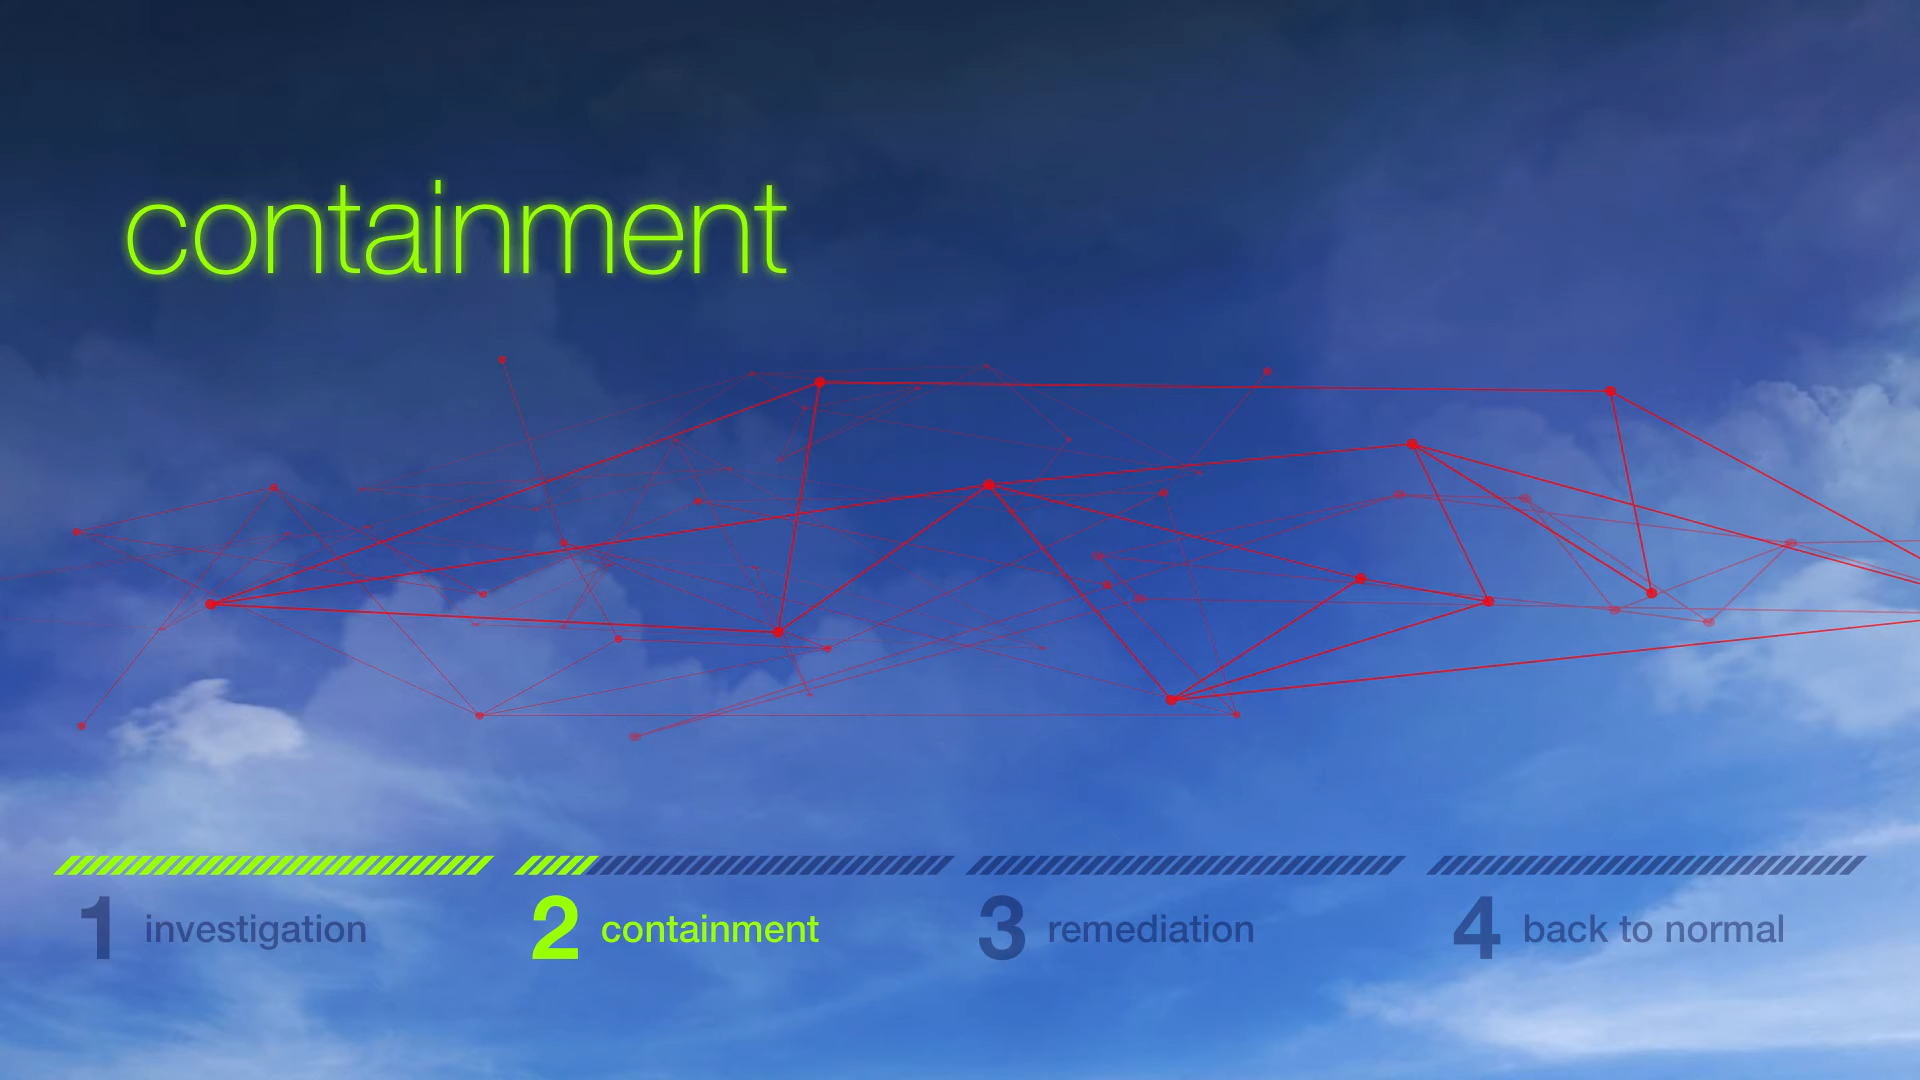 containment
1 investigation
2 containment
3 remediation
4 back to normal